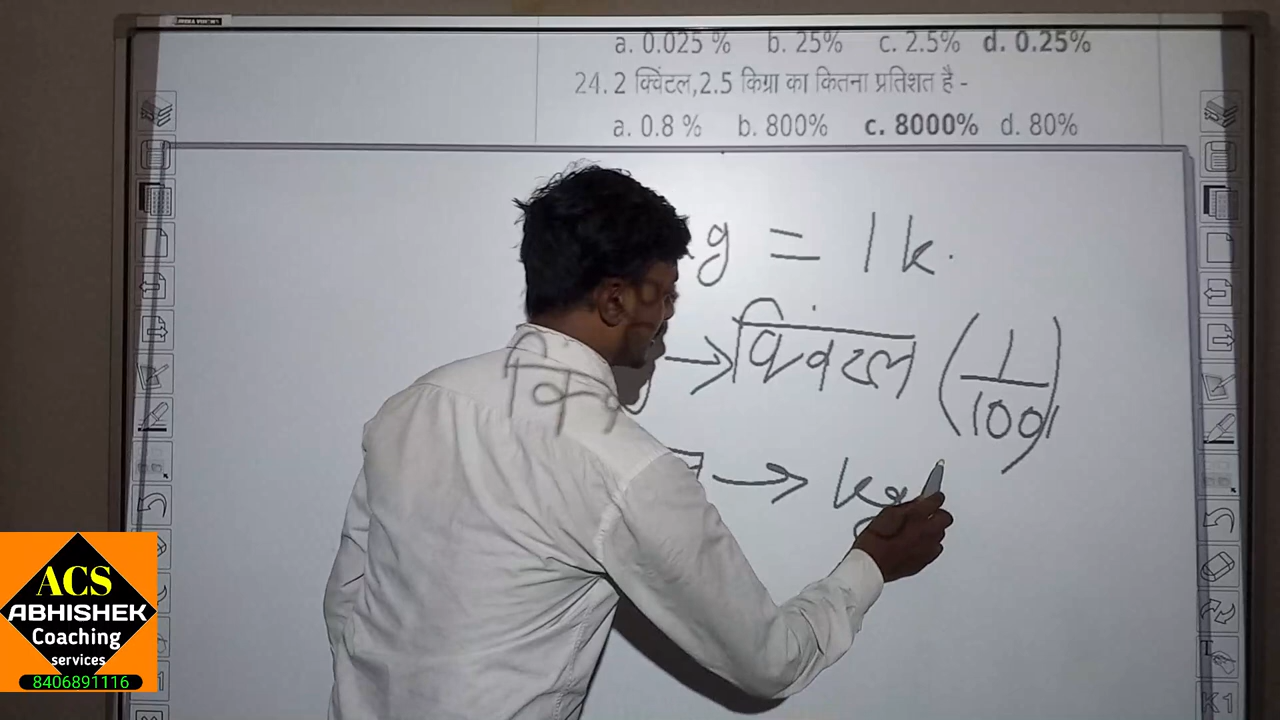 a. 0.025 % b. 25% c. 2.5% d. 0.25%
24. 2 क्विंटल,2.5 किग्रा का कितना प्रतिशत है -
a. 0.8 % b. 800% c. 8000% d. 80%
g = 1 k.
→ क्विंटल (1/100)
→ kg
ACS
ABHISHEK
Coaching
services
8406891116
K1